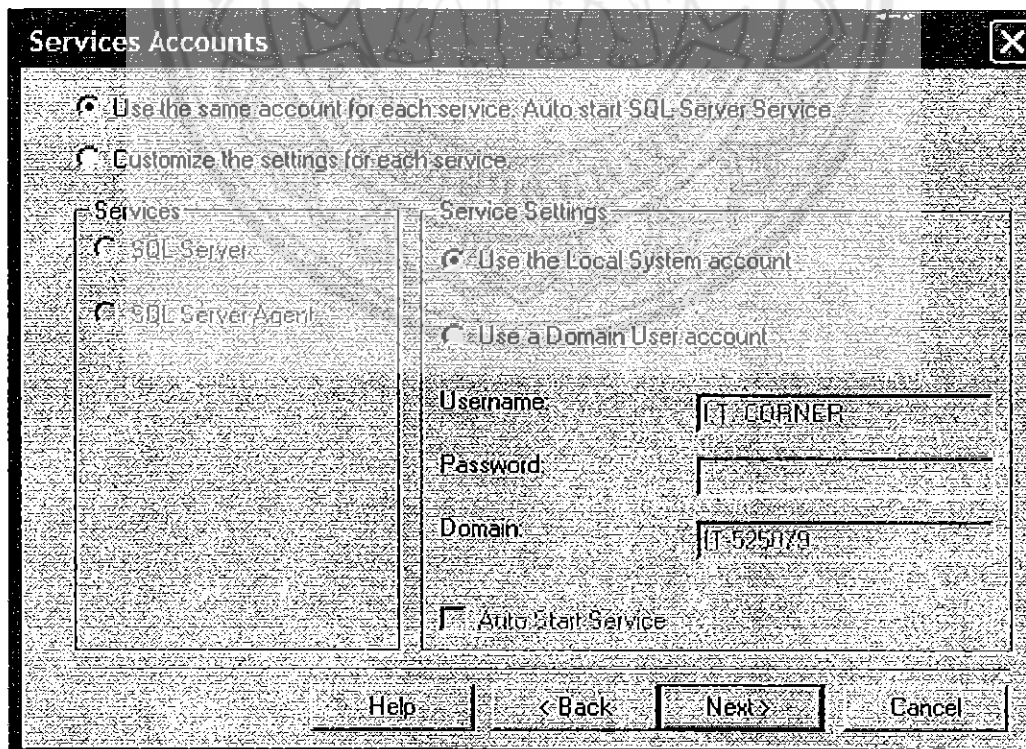 Services Accounts
Use the same account for each service. Auto start SQL Server Service.
Customize the settings for each service.
Services
SQL Server
SQL Server Agent
Service Settings
Use the Local System account
Use a Domain User account
Username:
I.T. CORNER
Password:
Domain:
IT-525079
Auto Start Service
Help
< Back
Next >
Cancel